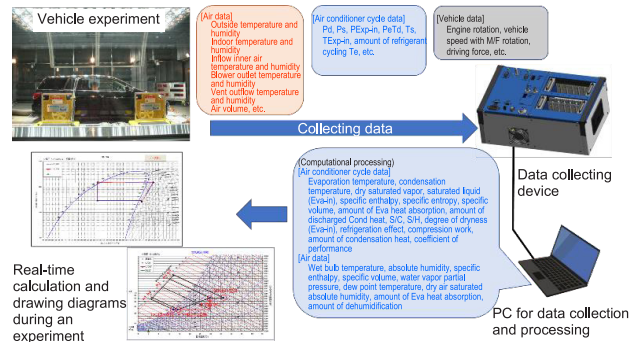 Vehicle experiment
[Air data]
Outside temperature and
humidity
Indoor temperature and
humidity
Inflow inner air
temperature and humidity
Blower outlet temperature
and humidity
Vent outflow temperature
and humidity
Air volume, etc.
[Air conditioner cycle data]
Pd, Ps, PExp-in, PeTd, Ts,
TExp-in, amount of refrigerant
cycling Te, etc.
[Vehicle data]
Engine rotation, vehicle
speed with M/F rotation,
driving force, etc.
Collecting data
Data collecting
device
[Computational processing)
[Air conditioner cycle data]
Evaporation temperature, condensation
temperature, dry saturated vapor, saturated liquid
(Eva-in), specific enthalpy, specific entropy, specific
volume, amount of Eva heat absorption, amount of
discharged Cond heat, S/C, S/H, degree of dryness
(Eva-in), refrigeration effect, compression work,
amount of condensation heat, coefficient of
performance
[Air data]
Wet bulb temperature, absolute humidity, specific
enthalpy, specific volume, water vapor partial
pressure, dew point temperature, dry air saturated
absolute humidity, amount of Eva heat absorption,
amount of dehumidification
Real-time
calculation and
drawing diagrams
during an
experiment
PC for data collection
and processing